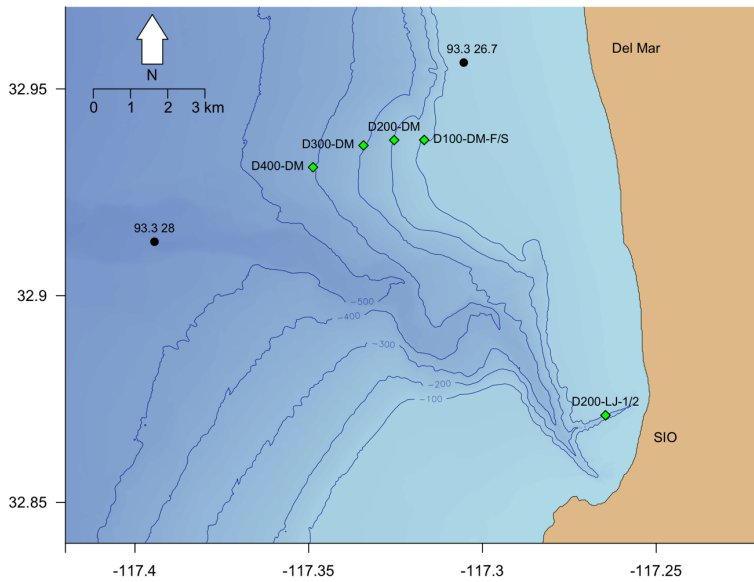 Del Mar
93.3 26.7
N
0 1 2 3 km
32.95
D200-DM
D300-DM
D100-DM-F/S
D400-DM
93.3 28
32.9
−500
−400
−300
−200
−100
D200-LJ-1/2
SIO
32.85
-117.4 -117.35 -117.3 -117.25